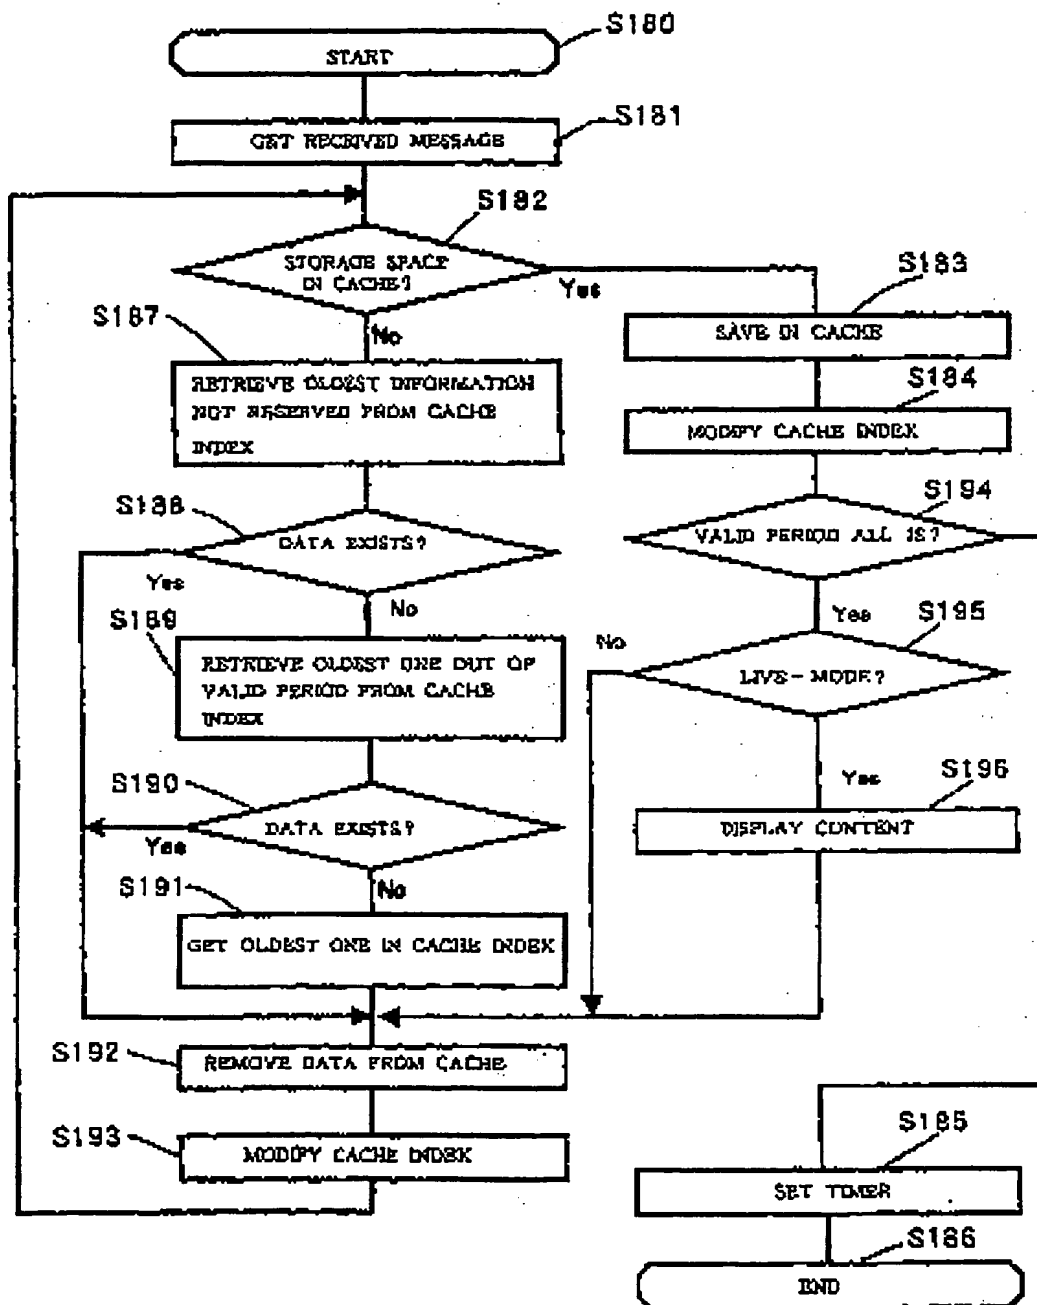 S180
START
S181
GET RECEIVED MESSAGE
S182
STORAGE SPACE
IN CACHE?
Yes
No
S183
SAVE IN CACHE
S187
RETRIEVE OLDEST INFORMATION
NOT RESERVED FROM CACHE
INDEX
S184
MODIFY CACHE INDEX
S188
DATA EXISTS?
Yes
No
S194
VALID PERIOD ALL IS?
Yes
S189
RETRIEVE OLDEST ONE OUT OF
VALID PERIOD FROM CACHE
INDEX
S195
No
LIVE-MODE?
Yes
S190
DATA EXISTS?
Yes
No
S196
DISPLAY CONTENT
S191
GET OLDEST ONE IN CACHE INDEX
S192
REMOVE DATA FROM CACHE
S193
MODIFY CACHE INDEX
S185
SET TIMER
S186
END